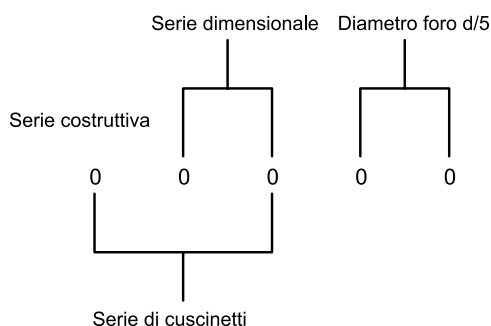 Serie dimensionale Diametro foro d/5
Serie costruttiva
0 0 0 0 0
Serie di cuscinetti